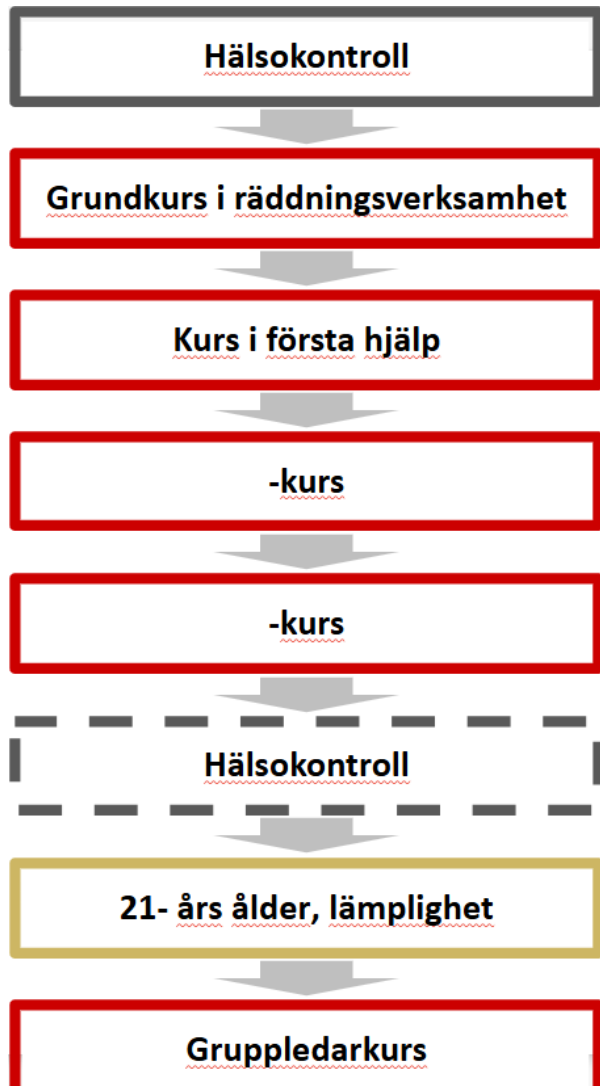 Hälsokontroll
Grundkurs i räddningsverksamhet
Kurs i första hjälp
-kurs
-kurs
Hälsokontroll
21- års ålder, lämplighet
Gruppledarkurs